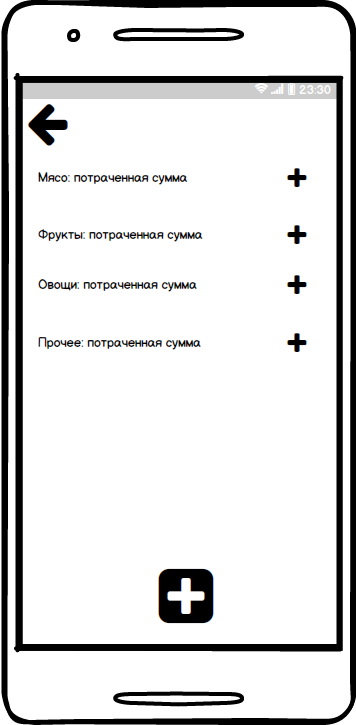 23:30
Мясо: потраченная сумма
Фрукты: потраченная сумма
Овощи: потраченная сумма
Прочее: потраченная сумма